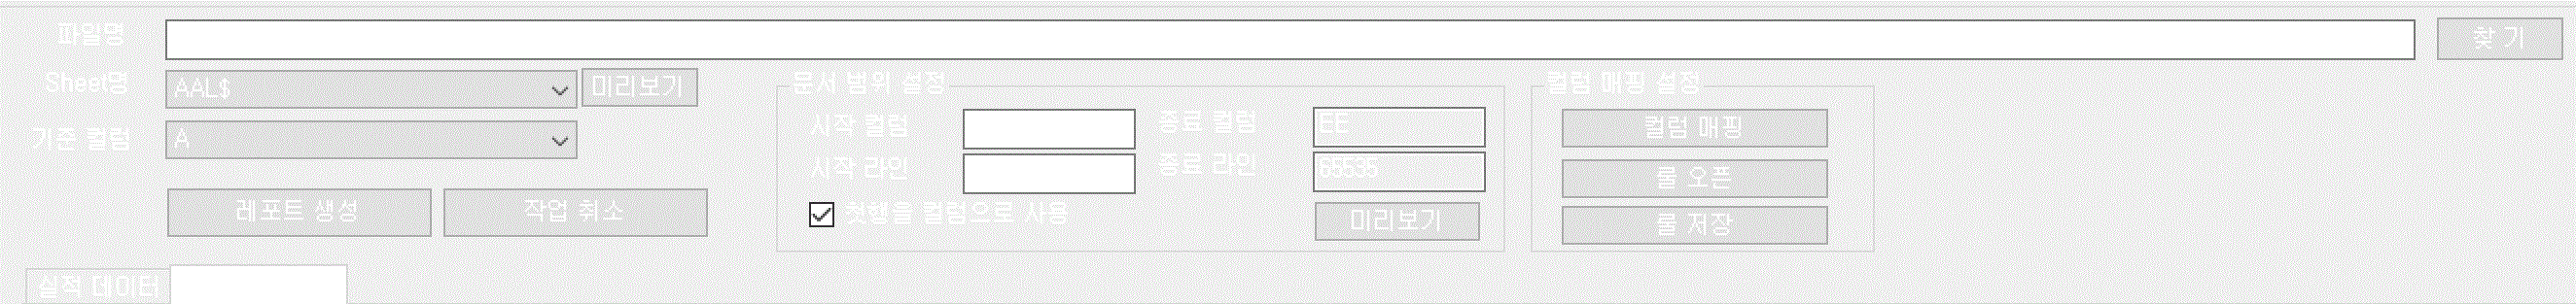 파일명 찾 기
Sheet명 AAL$ 미리보기
기준 컬럼 A
레포트 생성 작업 취소
문서 범위 설정
시작 컬럼 종료 컬럼 EE
시작 라인 종료 라인 65535
첫행을 컬럼으로 사용 미리보기
컬럼 매핑 설정
컬럼 매핑
룰 오픈
룰 저장
실적 데이터